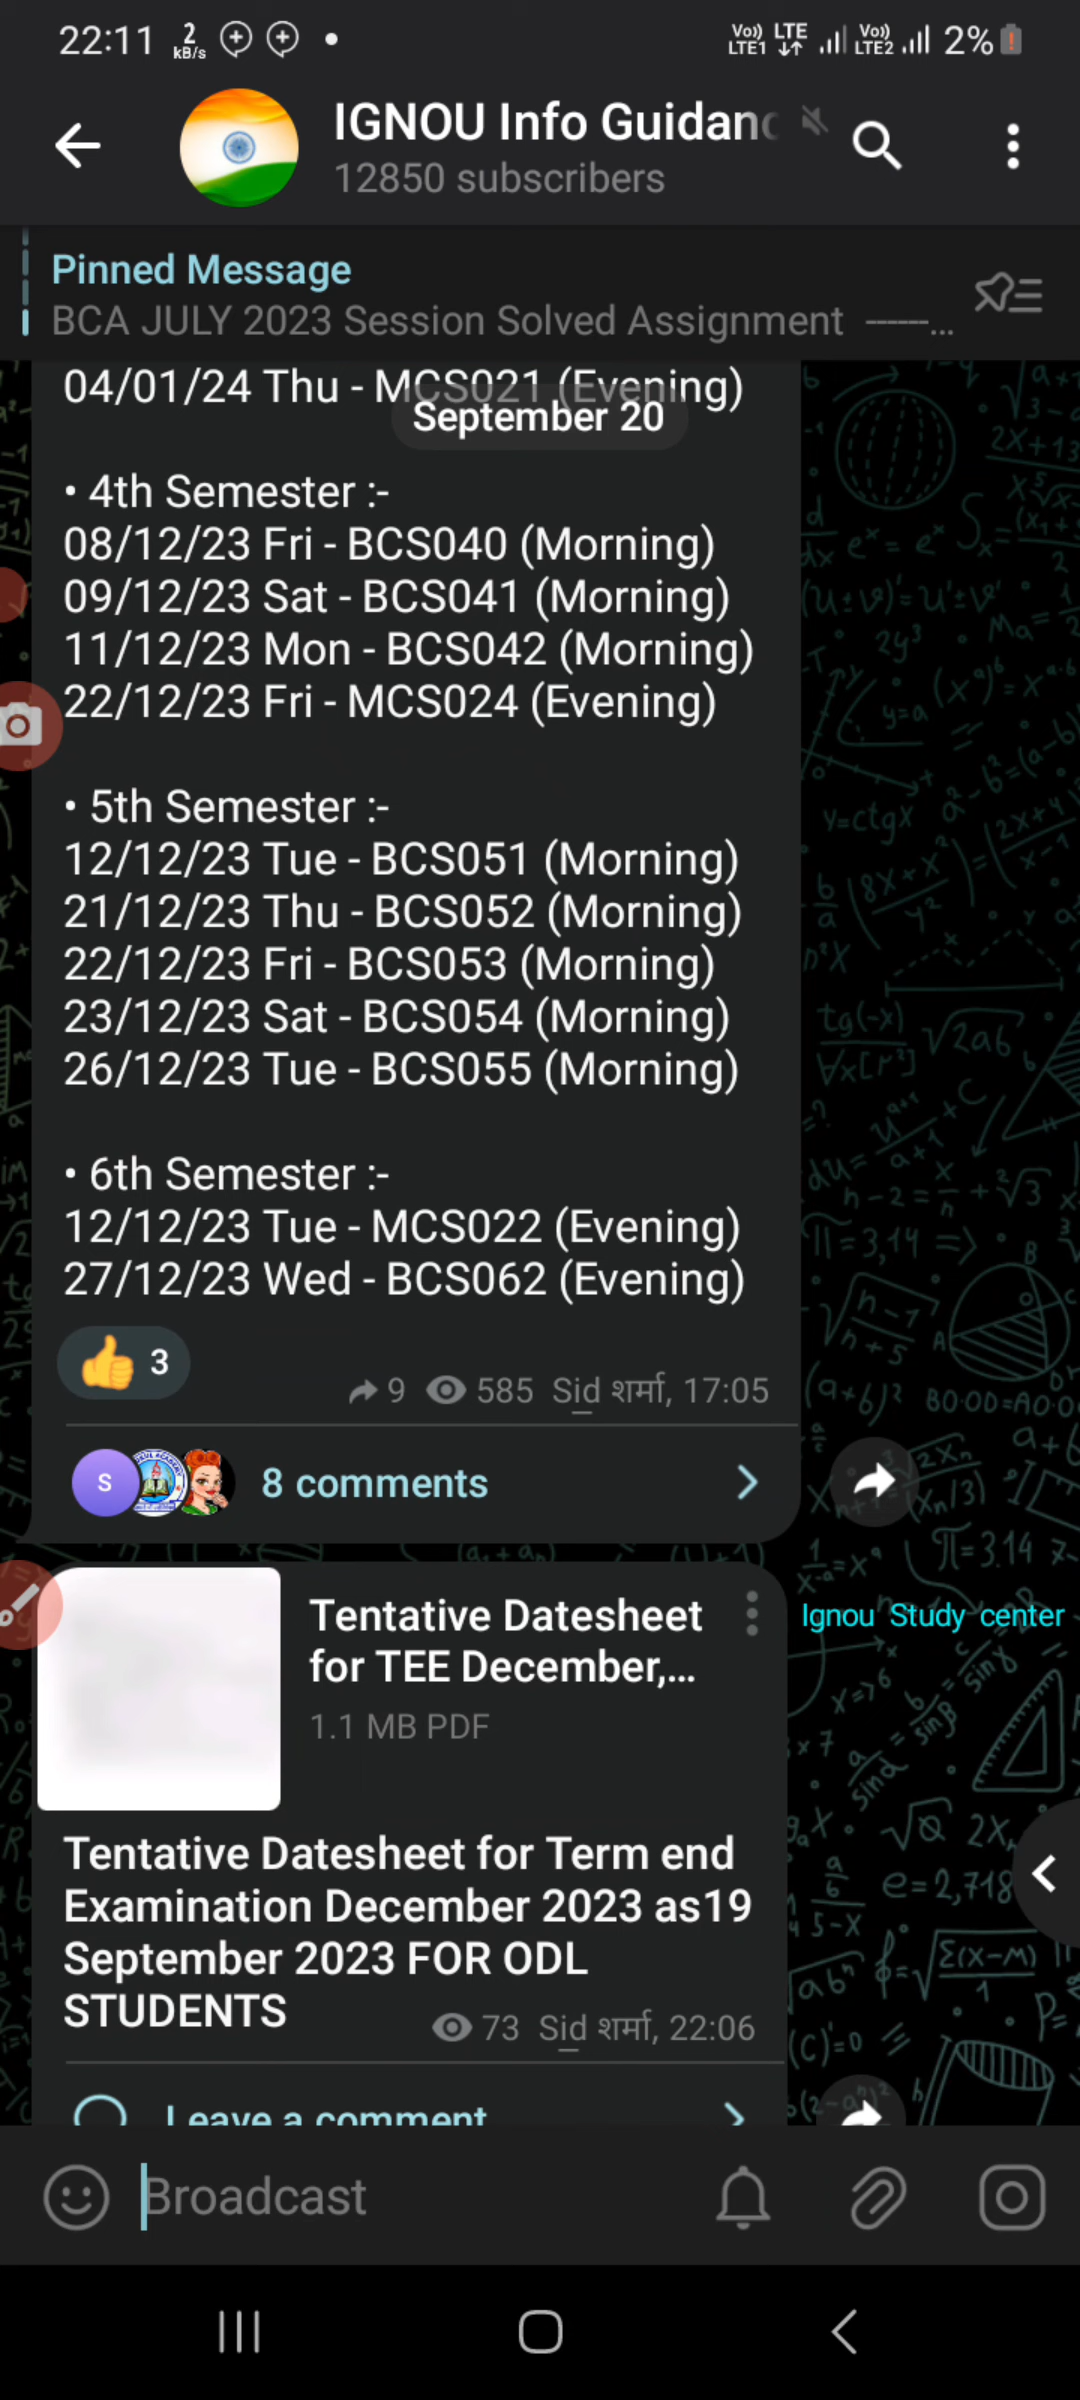 22:11 2 kB/s Vo) LTE1 LTE Vo) LTE2 2%
IGNOU Info Guidanc
12850 subscribers
Pinned Message
BCA JULY 2023 Session Solved Assignment ------...
04/01/24 Thu - MCS021 (Evening)
September 20
• 4th Semester :-
08/12/23 Fri - BCS040 (Morning)
09/12/23 Sat - BCS041 (Morning)
11/12/23 Mon - BCS042 (Morning)
22/12/23 Fri - MCS024 (Evening)
• 5th Semester :-
12/12/23 Tue - BCS051 (Morning)
21/12/23 Thu - BCS052 (Morning)
22/12/23 Fri - BCS053 (Morning)
23/12/23 Sat - BCS054 (Morning)
26/12/23 Tue - BCS055 (Morning)
• 6th Semester :-
12/12/23 Tue - MCS022 (Evening)
27/12/23 Wed - BCS062 (Evening)
3
9 585 Sid शर्मा, 17:05
S 8 comments
Tentative Datesheet
for TEE December,...
1.1 MB PDF
Ignou Study center
Tentative Datesheet for Term end
Examination December 2023 as19
September 2023 FOR ODL
STUDENTS
73 Sid शर्मा, 22:06
Leave a comment
Broadcast